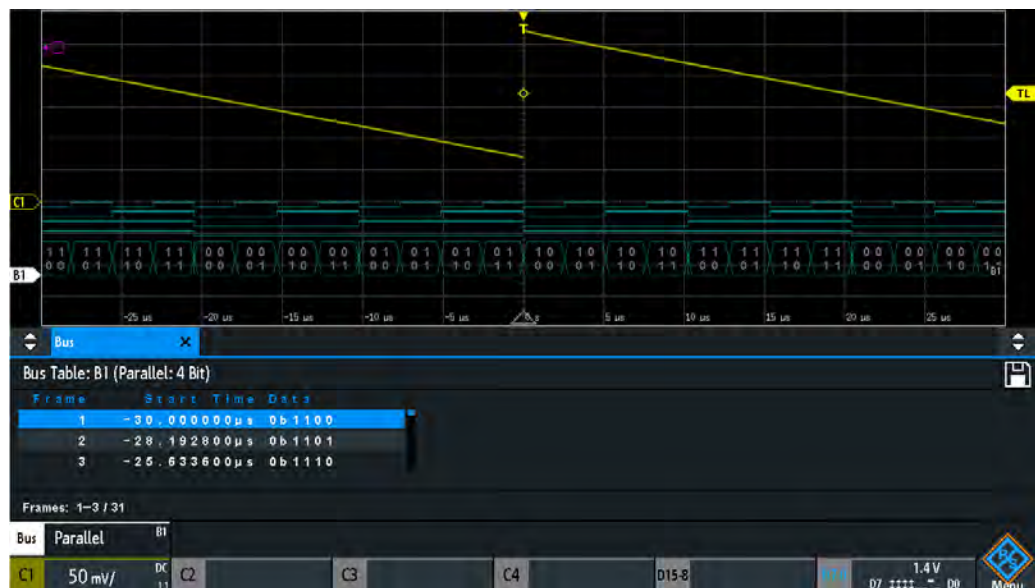 T
TL
C1
11 11 11 11 00 00 00 00 01 01 01 01 10 10 10 10 11 11 11 11 00 00 00
00 01 10 11 00 01 10 11 00 01 10 11 00 01 10 11 00 01 10 11 00 01 10
B1
B1
-25 µs -20 µs -15 µs -10 µs -5 µs 0 s 5 µs 10 µs 15 µs 20 µs 25 µs
Bus ×
Bus Table: B1 (Parallel: 4 Bit)
Frame Start Time Data
1 -30.000000µs 0b1100
2 -28.192800µs 0b1101
3 -25.633600µs 0b1110
Frames: 1-3 / 31
Bus Parallel B1
C1 50 mV/ DC C2 C3 C4 D15-8 1.4 V
D7 D0
Menu